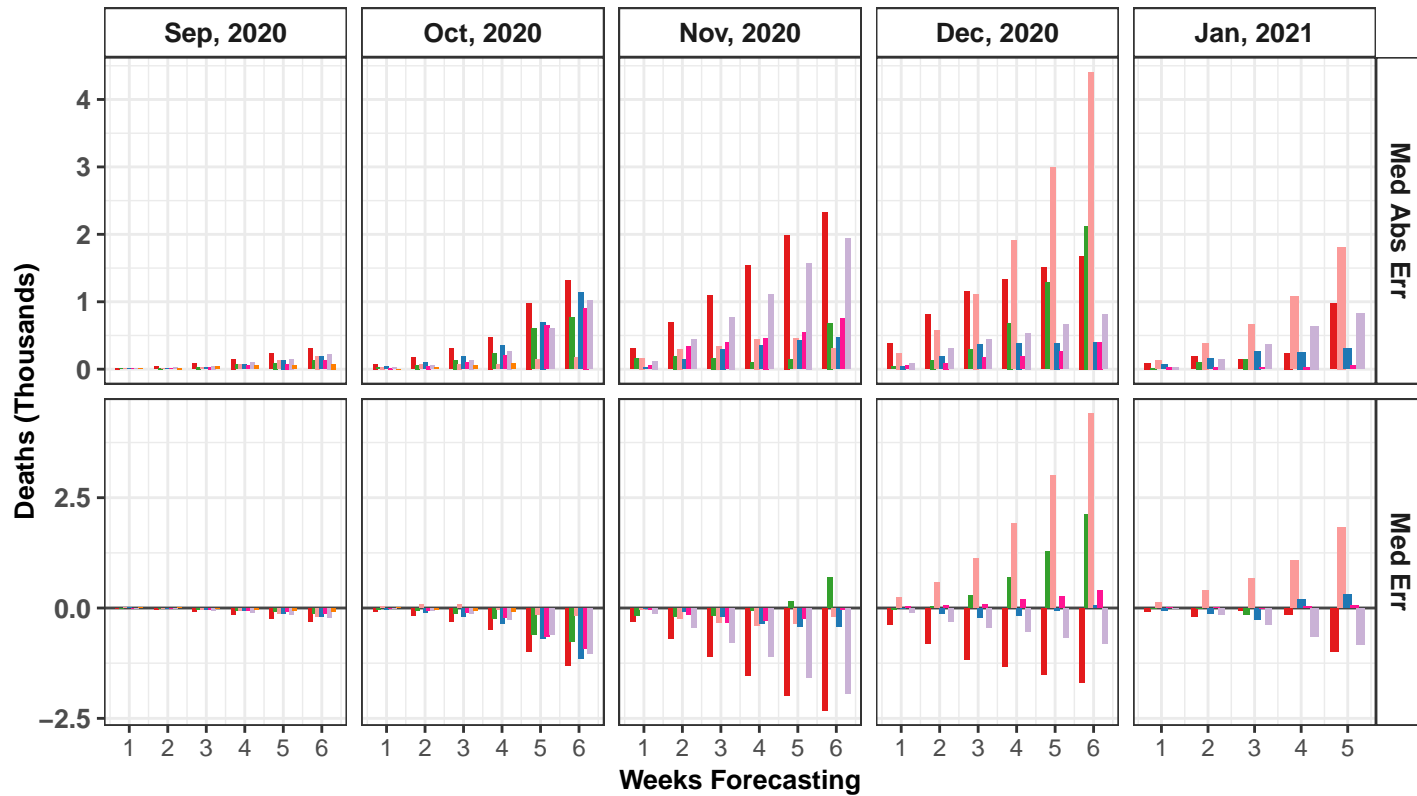 Sep, 2020
Oct, 2020
Nov, 2020
Dec, 2020
Jan, 2021
4
3
2
1
0
Med Abs Err
Deaths (Thousands)
2.5
0.0
−2.5
Med Err
1 2 3 4 5 6
1 2 3 4 5 6
1 2 3 4 5 6
1 2 3 4 5 6
1 2 3 4 5
Weeks Forecasting